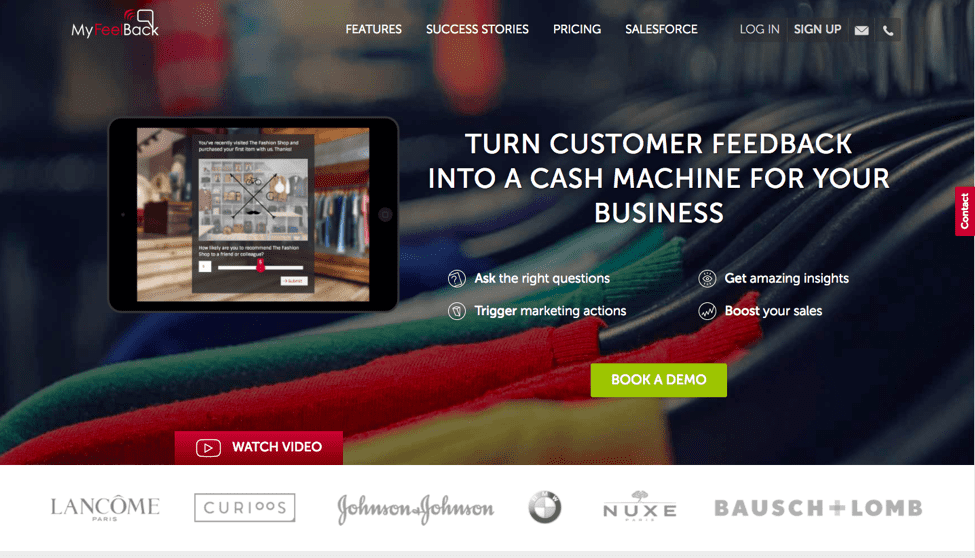 MyFeelBack
FEATURES
SUCCESS STORIES
PRICING
SALESFORCE
LOG IN
SIGN UP
TURN CUSTOMER FEEDBACK
INTO A CASH MACHINE FOR YOUR
BUSINESS
You've recently visited The Fashion Shop and
purchased your first item with us. Thanks!
How likely are you to recommend The Fashion
Shop to a friend or colleague?
Submit
Contact
Ask the right questions
Get amazing insights
Trigger marketing actions
Boost your sales
BOOK A DEMO
WATCH VIDEO
LANCÔME
PARIS
CURIOOS
Johnson & Johnson
BMW
NUXE
PARIS
BAUSCH + LOMB